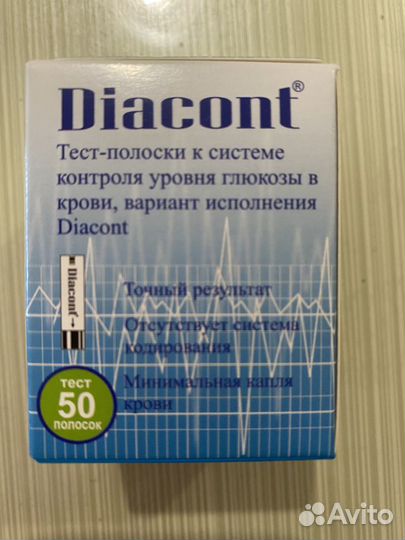 Diacont®
Тест-полоски к системе
контроля уровня глюкозы в
крови, вариант исполнения
Diacont
Diacont
Точный результат
Отсутствует система
кодирования
Минимальная капля
крови
тест
50
полосок
Avito